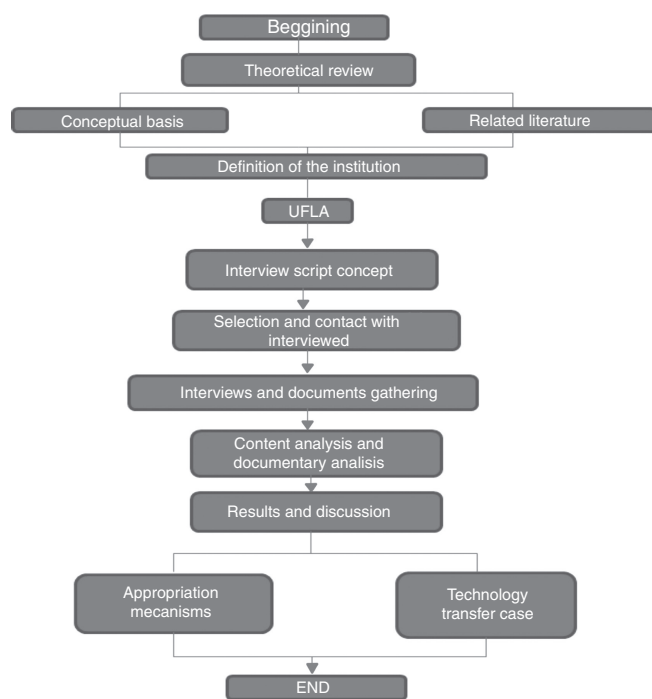 Beggining
Theoretical review
Conceptual basis
Related literature
Definition of the institution
UFLA
Interview script concept
Selection and contact with
interviewed
Interviews and documents gathering
Content analysis and
documentary analisis
Results and discussion
Appropriation
mechanisms
Technology
transfer case
END